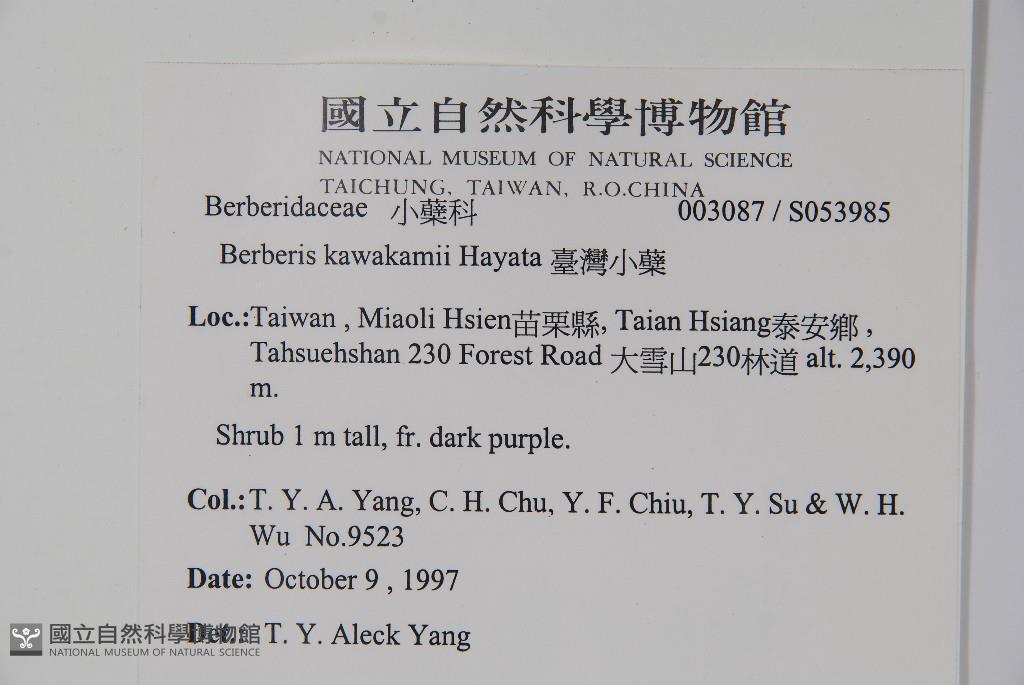 國立自然科學博物館
NATIONAL MUSEUM OF NATURAL SCIENCE
TAICHUNG, TAIWAN, R.O.CHINA
Berberidaceae 小蘗科 003087 / S053985
Berberis kawakamii Hayata 臺灣小蘗
Loc.:Taiwan , Miaoli Hsien苗栗縣, Taian Hsiang泰安鄉 ,
Tahsuehshan 230 Forest Road 大雪山230林道 alt. 2,390
m.
Shrub 1 m tall, fr. dark purple.
Col.:T. Y. A. Yang, C. H. Chu, Y. F. Chiu, T. Y. Su & W. H.
Wu No.9523
Date: October 9 , 1997
Det.: T. Y. Aleck Yang
國立自然科學博物館
NATIONAL MUSEUM OF NATURAL SCIENCE